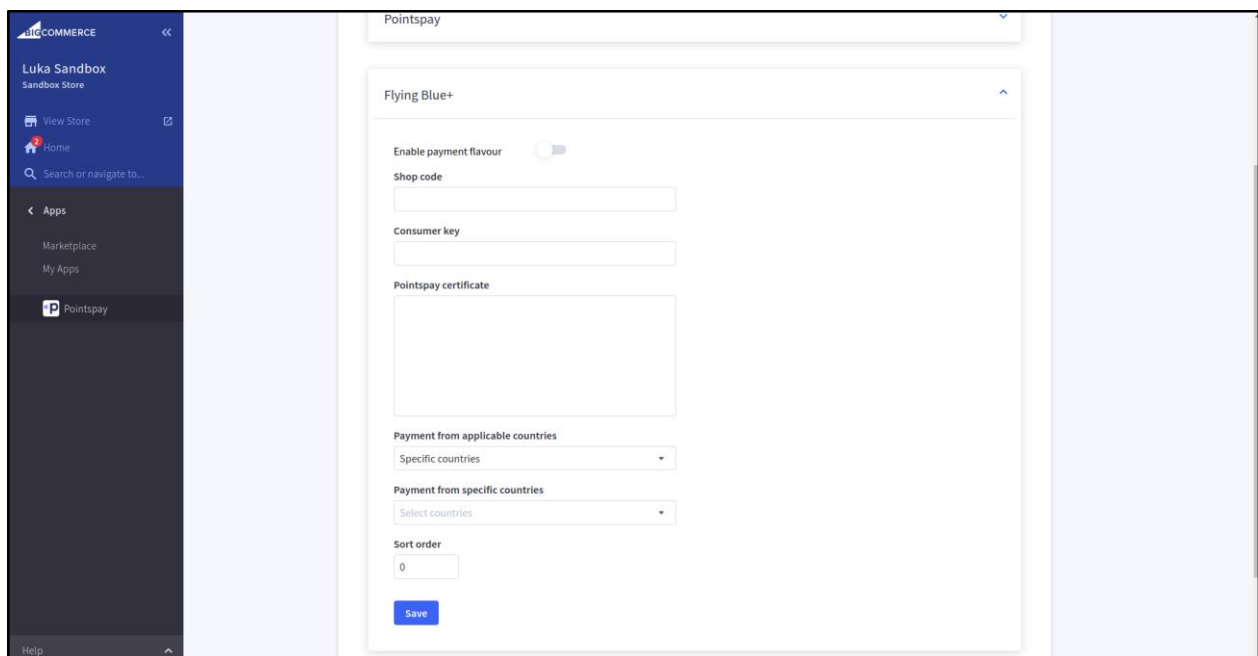 BIGCOMMERCE
Luka Sandbox
Sandbox Store
View Store
2
Home
Search or navigate to...
Apps
Marketplace
My Apps
Pointspay
Help
Pointspay
Flying Blue+
Enable payment flavour
Shop code
Consumer key
Pointspay certificate
Payment from applicable countries
Specific countries
Payment from specific countries
Select countries
Sort order
0
Save